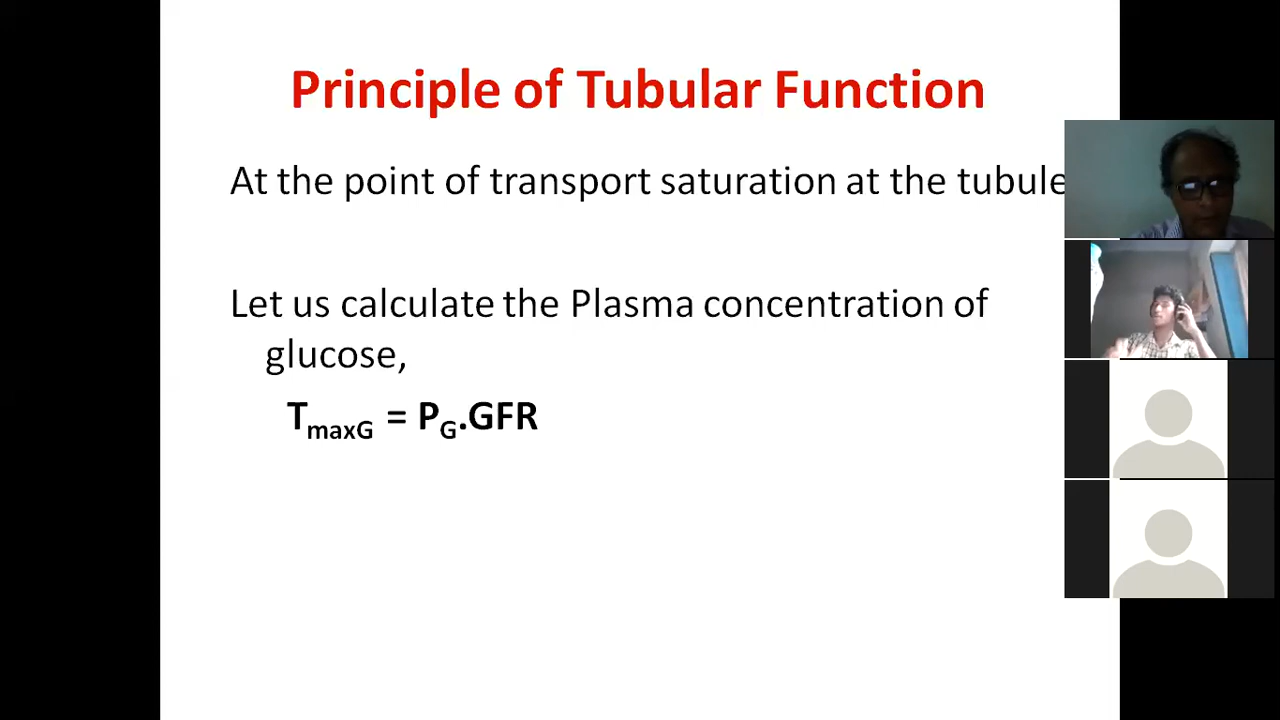 Principle of Tubular Function
At the point of transport saturation at the tubule
Let us calculate the Plasma concentration of
glucose,
TmaxG = PG.GFR